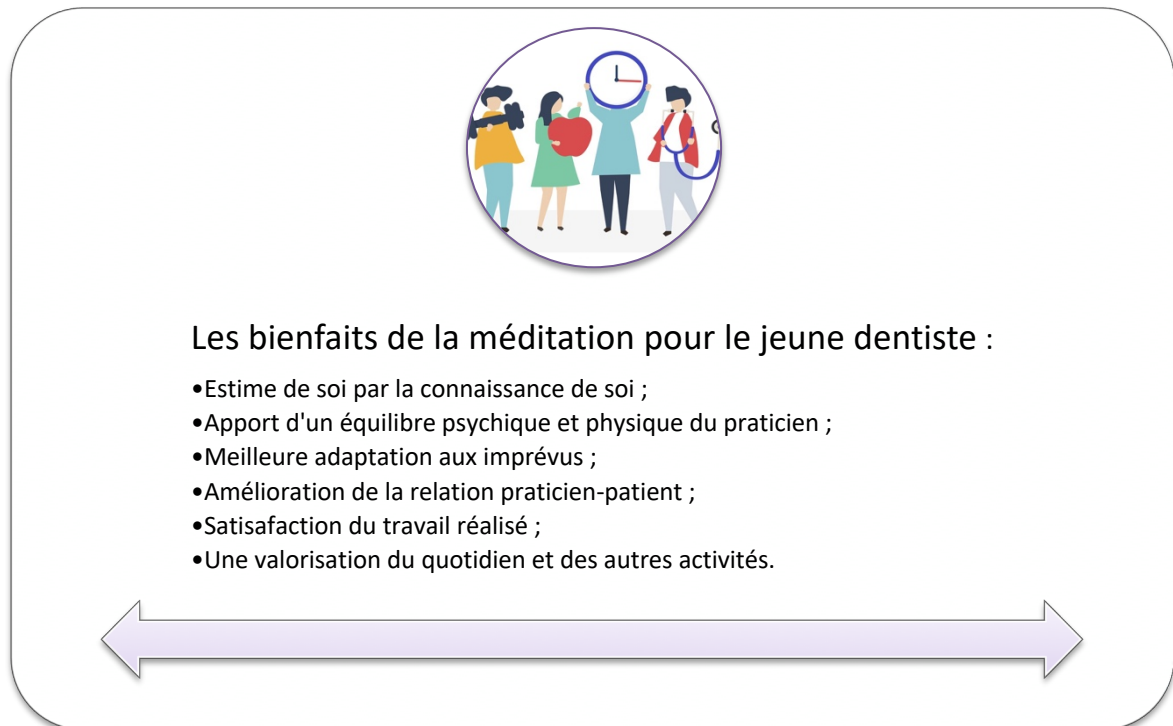 Les bienfaits de la méditation pour le jeune dentiste :
•Estime de soi par la connaissance de soi ;
•Apport d'un équilibre psychique et physique du praticien ;
•Meilleure adaptation aux imprévus ;
•Amélioration de la relation praticien-patient ;
•Satisafaction du travail réalisé ;
•Une valorisation du quotidien et des autres activités.